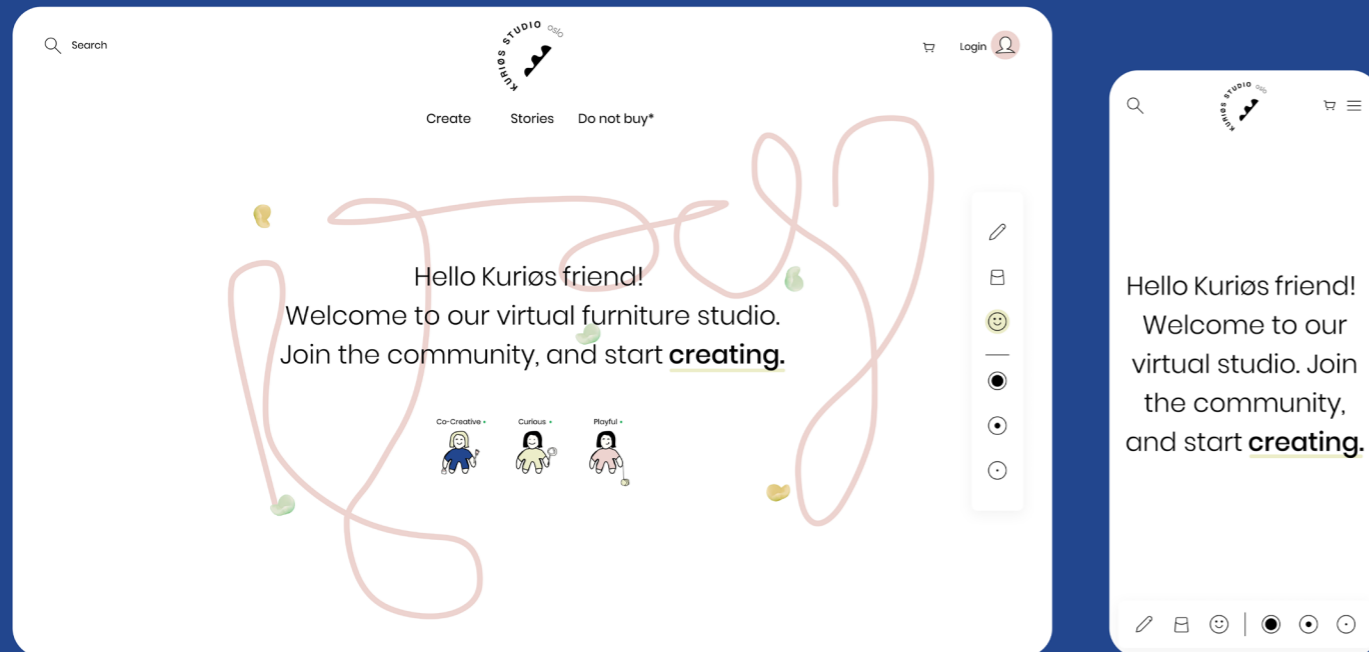 Search
KURIØS STUDIO oslo
Login
Create Stories Do not buy*
Hello Kuriøs friend!
Welcome to our virtual furniture studio.
Join the community, and start creating.
Co-Creative
Curious
Playful
KURIØS STUDIO oslo
Hello Kuriøs friend!
Welcome to our
virtual studio. Join
the community,
and start creating.